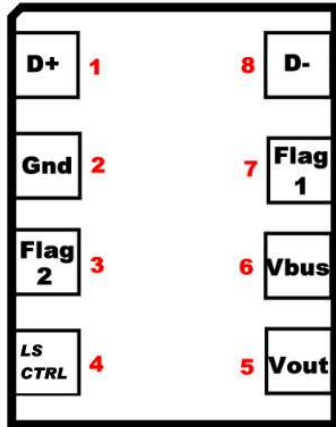 D+ 1 8 D-
Gnd 2 7 Flag
1
Flag
2 3 6 Vbus
LS
CTRL 4 5 Vout